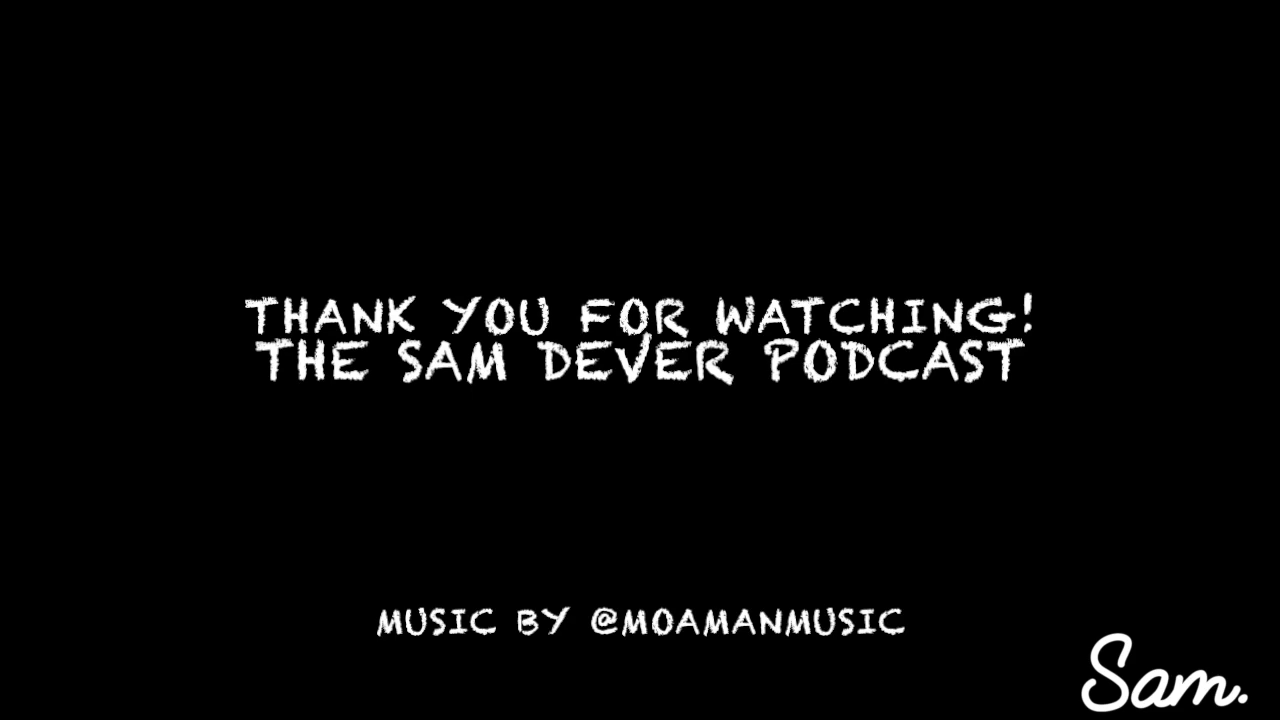 THANK YOU FOR WATCHING!
THE SAM DEVER PODCAST
MUSIC BY @MOAMANMUSIC
Sam.